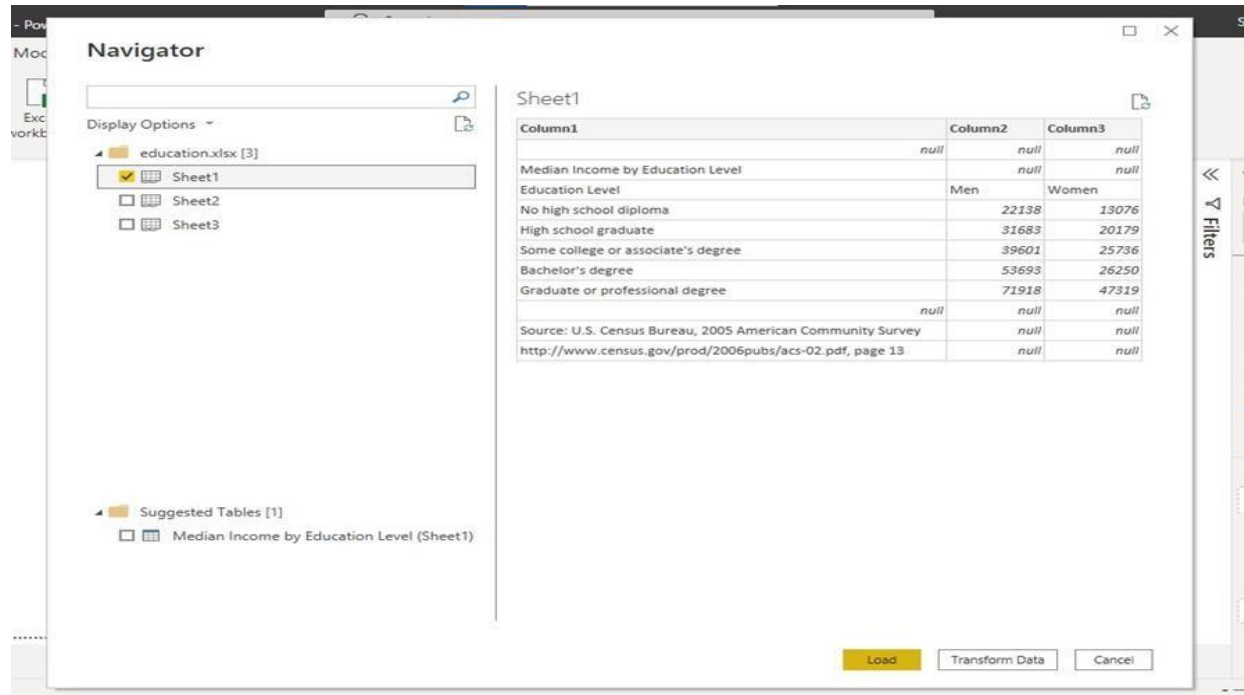 - Pow
Navigator
Display Options
education.xlsx [3]
Sheet1
Sheet2
Sheet3
Suggested Tables [1]
Median Income by Education Level (Sheet1)
Sheet1
Column1 Column2 Column3
null null null
Median Income by Education Level null null
Education Level Men Women
No high school diploma 22138 13076
High school graduate 31683 20179
Some college or associate's degree 39601 25736
Bachelor's degree 53693 26250
Graduate or professional degree 71918 47319
null null null
Source: U.S. Census Bureau, 2005 American Community Survey null null
http://www.census.gov/prod/2006pubs/acs-02.pdf, page 13 null null
Load Transform Data Cancel
Filters